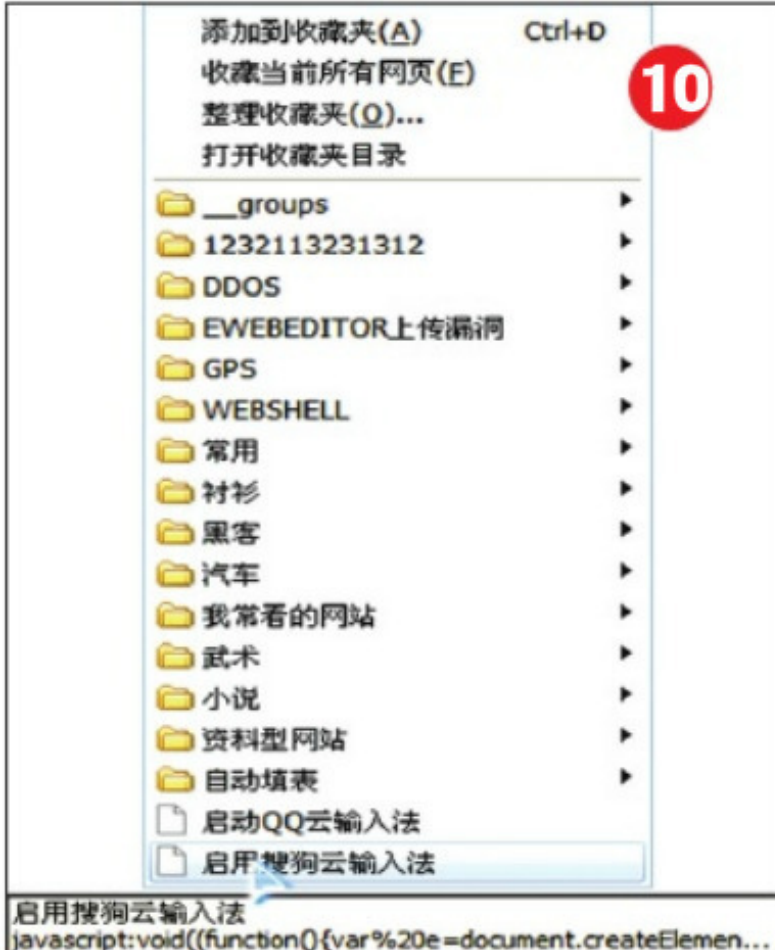 添加到收藏夹(A) Ctrl+D
10
收藏当前所有网页(F)
整理收藏夹(O)...
打开收藏夹目录
__groups
1232113231312
DDOS
EWEBEDITOR上传漏洞
GPS
WEBSHELL
常用
衬衫
黑客
汽车
我常看的网站
武术
小说
资料型网站
自动填表
启动QQ云输入法
启用搜狗云输入法
启用搜狗云输入法
javascript:void((function(){var%20e=document.createElemen...